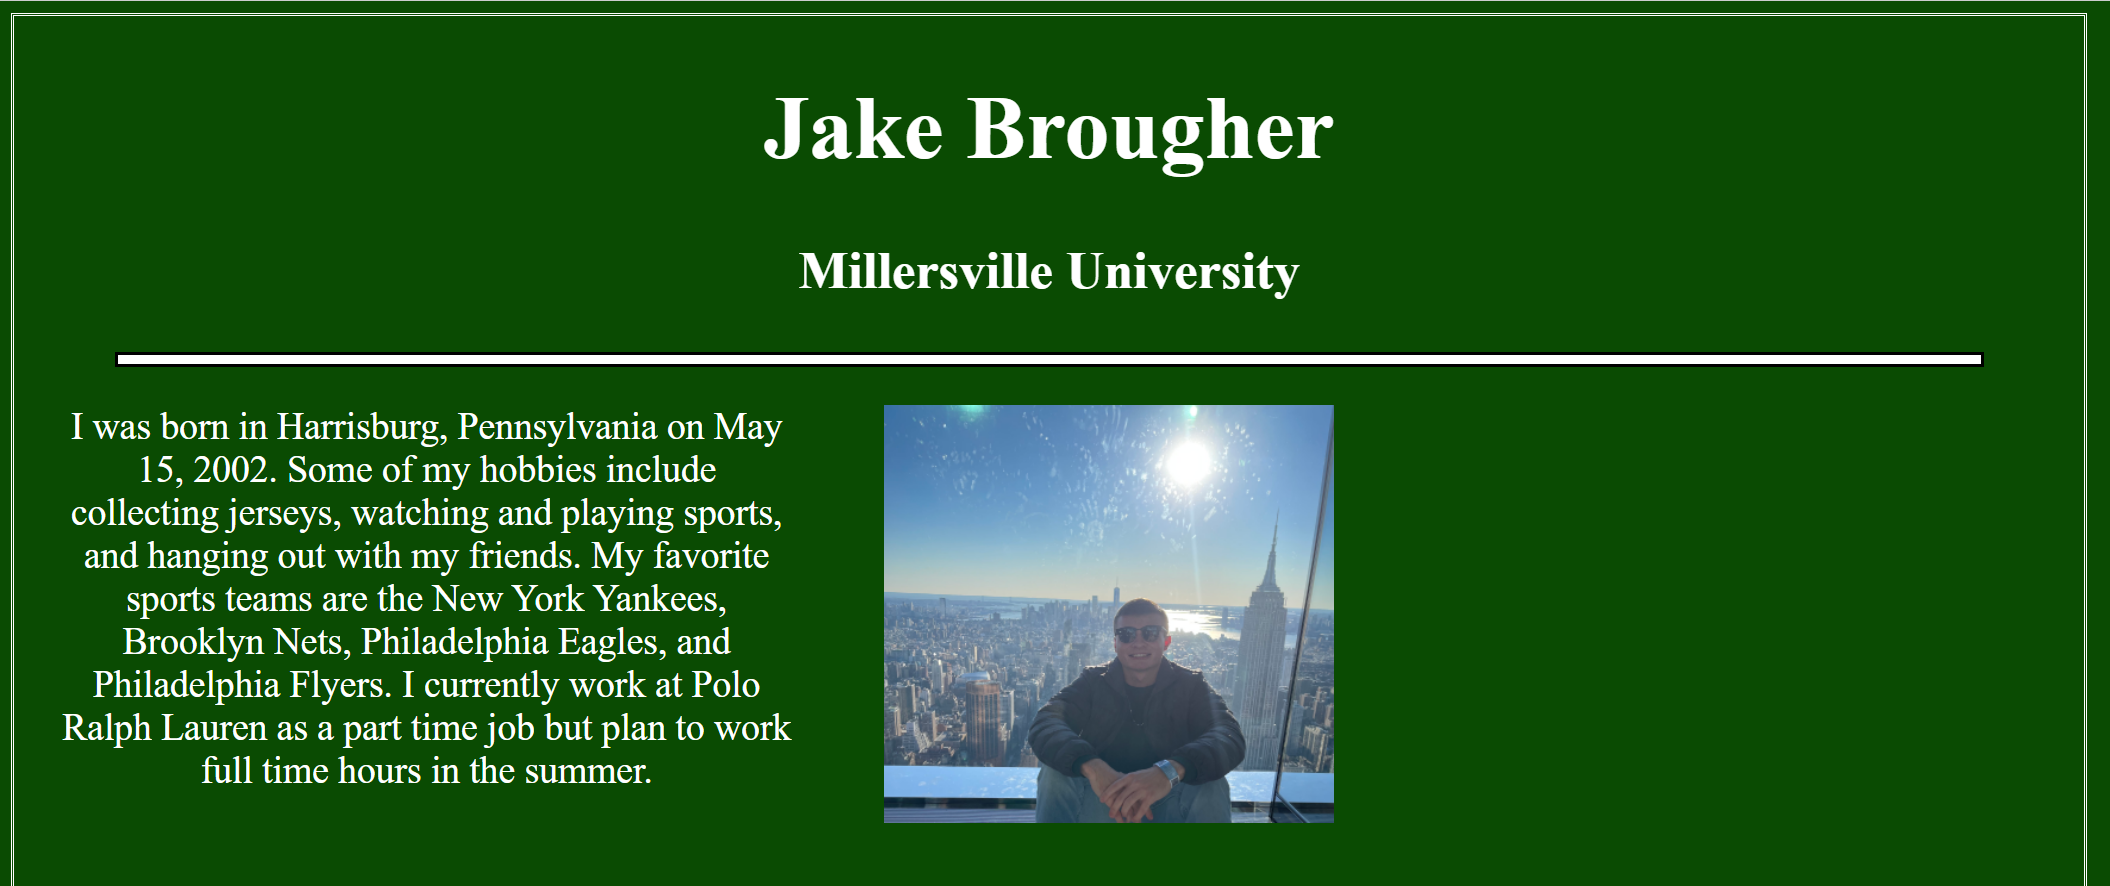 Jake Brougher
Millersville University
I was born in Harrisburg, Pennsylvania on May
15, 2002. Some of my hobbies include
collecting jerseys, watching and playing sports,
and hanging out with my friends. My favorite
sports teams are the New York Yankees,
Brooklyn Nets, Philadelphia Eagles, and
Philadelphia Flyers. I currently work at Polo
Ralph Lauren as a part time job but plan to work
full time hours in the summer.